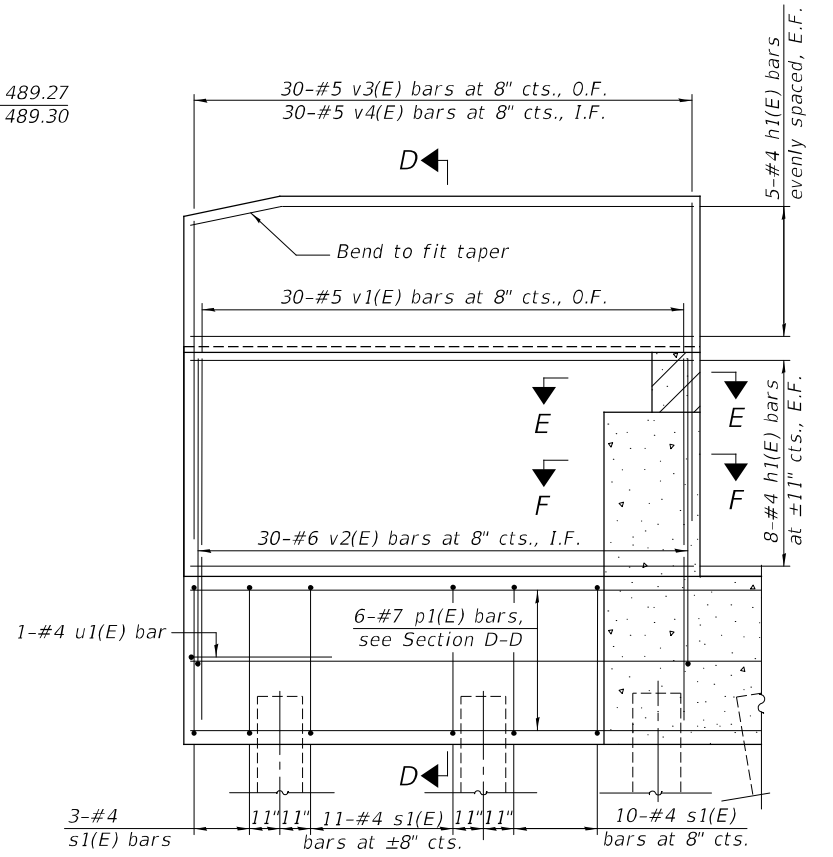 489.27
489.30
30-#5 v3(E) bars at 8" cts., O.F.
30-#5 v4(E) bars at 8" cts., I.F.
5-#4 h1(E) bars
evenly spaced, E.F.
D
Bend to fit taper
30-#5 v1(E) bars at 8" cts., O.F.
E
E
F
F
8-#4 h1(E) bars
at ±11" cts., E.F.
30-#6 v2(E) bars at 8" cts., I.F.
6-#7 p1(E) bars,
see Section D-D
1-#4 u1(E) bar
D
3-#4
s1(E) bars
11" 11"
11-#4 s1(E)
bars at ±8" cts.
11" 11"
10-#4 s1(E)
bars at 8" cts.